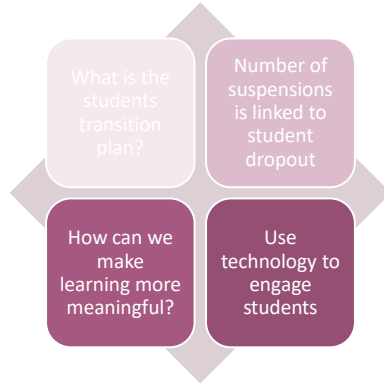 What is the
students
transition
plan?
Number of
suspensions
is linked to
student
dropout
How can we
make
learning more
meaningful?
Use
technology to
engage
students